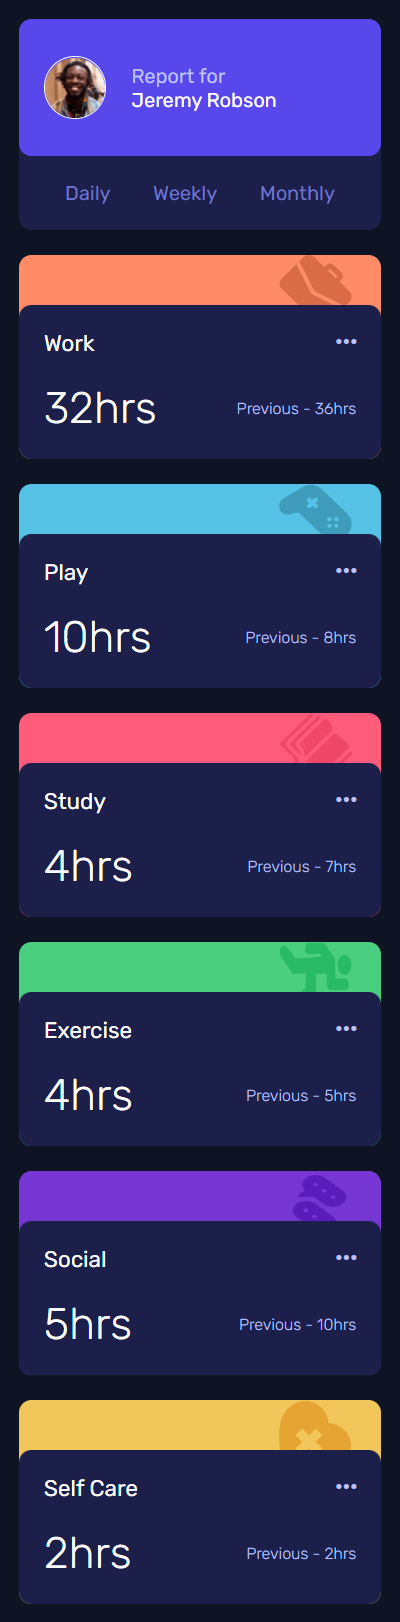 Report for
Jeremy Robson
Daily Weekly Monthly
Work
32hrs Previous - 36hrs
Play
10hrs Previous - 8hrs
Study
4hrs Previous - 7hrs
Exercise
4hrs Previous - 5hrs
Social
5hrs Previous - 10hrs
Self Care
2hrs Previous - 2hrs